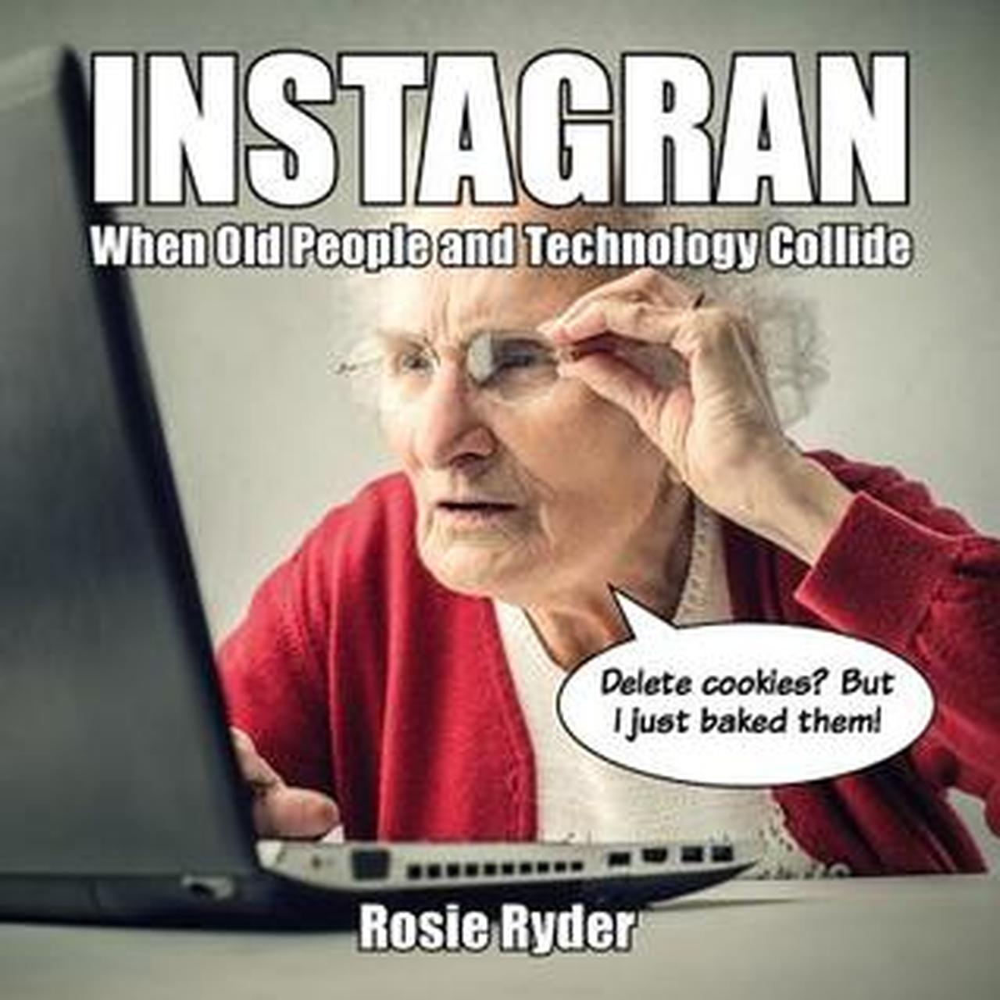 INSTAGRAN
When Old People and Technology Collide
Delete cookies? But
I just baked them!
Rosie Ryder